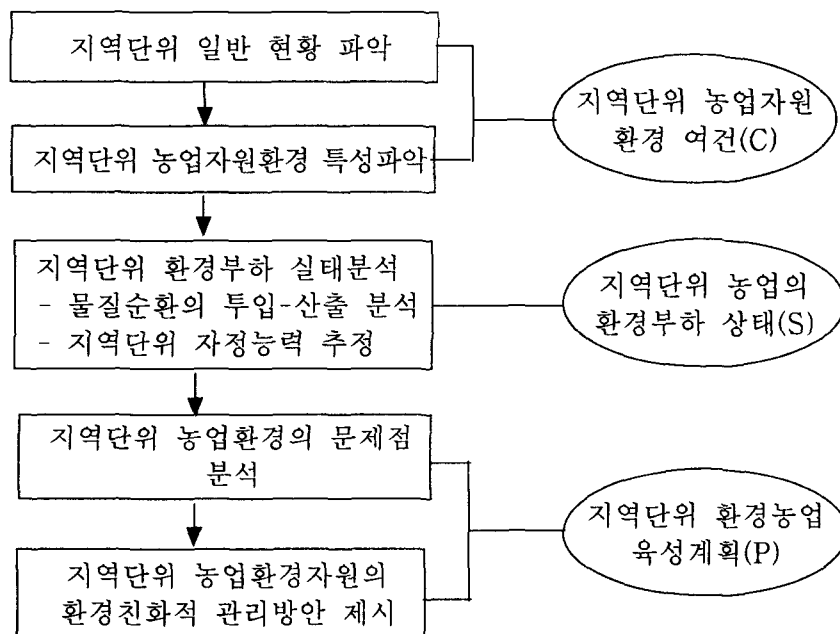 지역단위 일반 현황 파악
지역단위 농업자원환경 특성파악
지역단위 농업자원
환경 여건(C)
지역단위 환경부하 실태분석
- 물질순환의 투입-산출 분석
- 지역단위 자정능력 추정
지역단위 농업의
환경부하 상태(S)
지역단위 농업환경의 문제점
분석
지역단위 농업환경자원의
환경친화적 관리방안 제시
지역단위 환경농업
육성계획(P)